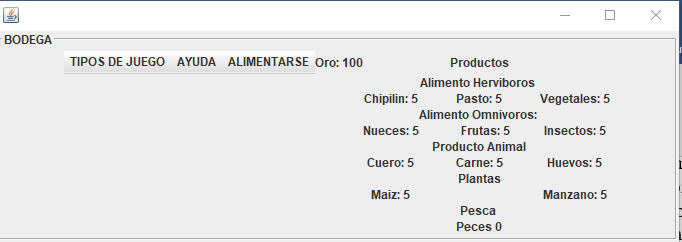 BODEGA
TIPOS DE JUEGO AYUDA ALIMENTARSE Oro: 100 Productos
Alimento Herviboros
Chipilin: 5 Pasto: 5 Vegetales: 5
Alimento Omnivoros:
Nueces: 5 Frutas: 5 Insectos: 5
Producto Animal
Cuero: 5 Carne: 5 Huevos: 5
Plantas
Maiz: 5 Manzano: 5
Pesca
Peces 0